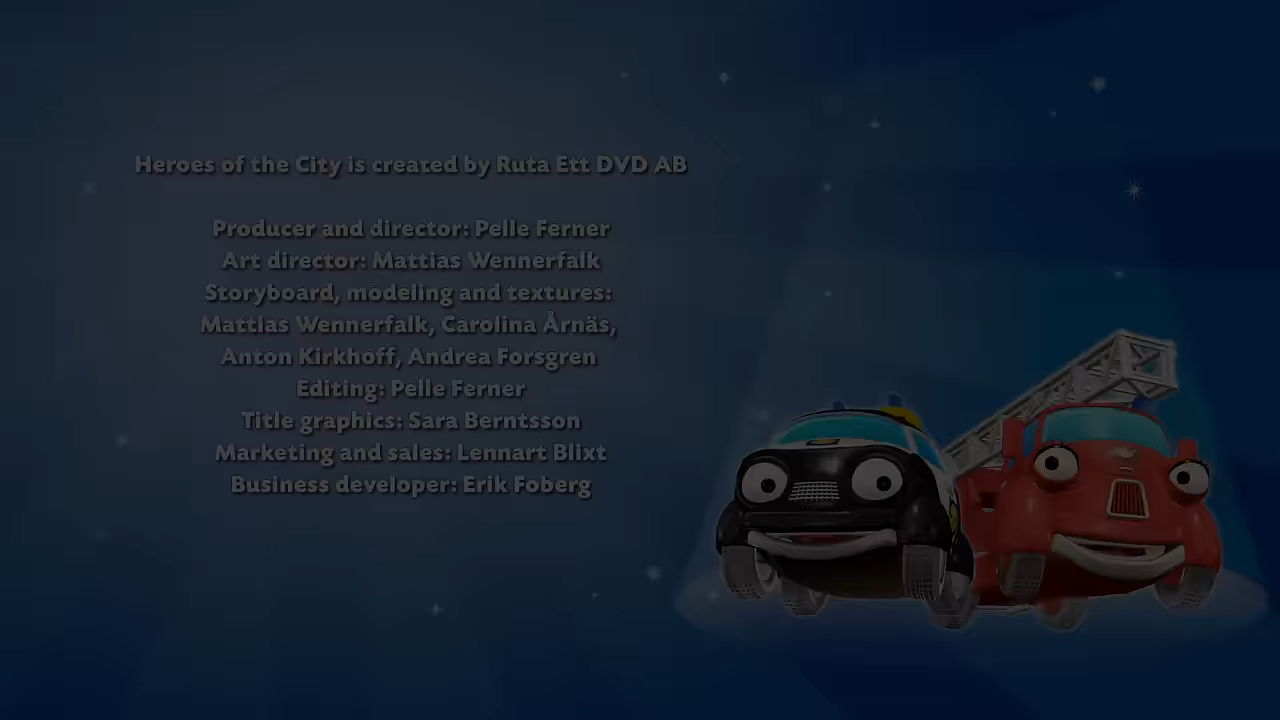 Heroes of the City is created by Ruta Ett DVD AB
Producer and director: Pelle Ferner
Art director: Mattias Wennerfalk
Storyboard, modeling and textures:
Mattias Wennerfalk, Carolina Årnäs,
Anton Kirkhoff, Andrea Forsgren
Editing: Pelle Ferner
Title graphics: Sara Berntsson
Marketing and sales: Lennart Blixt
Business developer: Erik Foberg